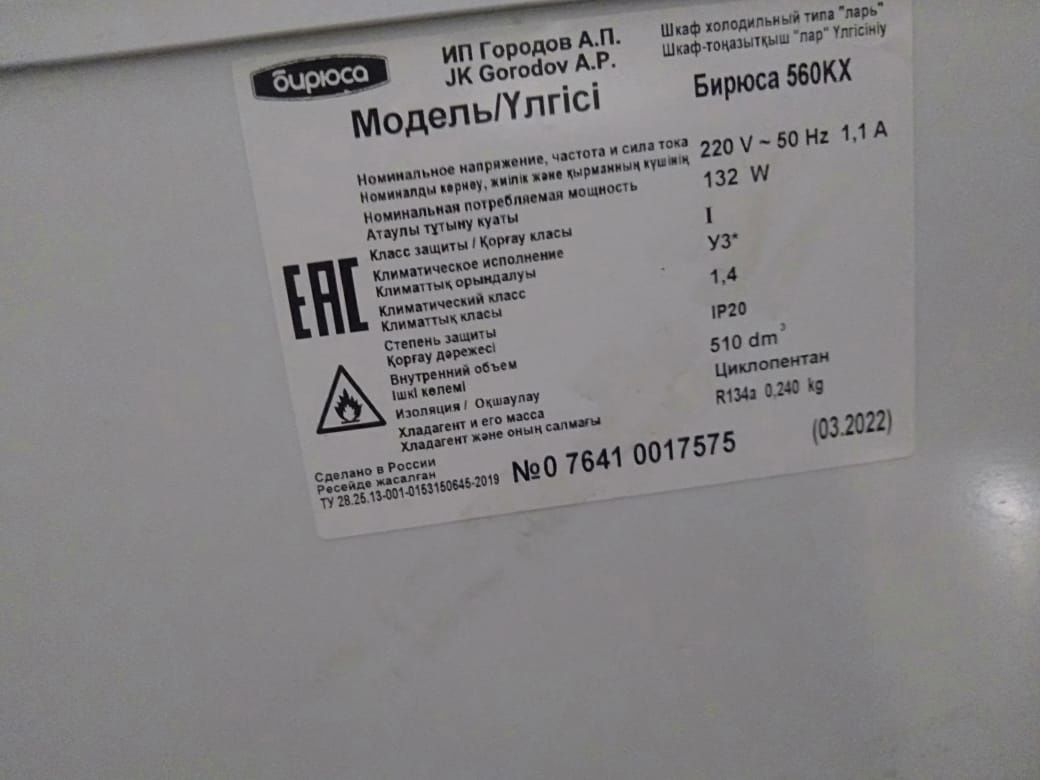 бирюса
ИП Городов А.П.
JK Gorodov A.P.
Шкаф холодильный типа "ларь"
Шкаф-тоңазытқыш "лар" Үлгісініу
Модель/Үлгісі Бирюса 560КХ
Номинальное напряжение, частота и сила тока 220 V ~ 50 Hz 1,1 A
Номиналды көрнеу, жиілік және қырманның күшінің
Номинальная потребляемая мощность 132 W
Атаулы тұтыну куаты
Класс защиты / Қорғау класы I
Климатическое исполнение У3*
Климаттық орындалуы
Климатический класс 1,4
Климаттық класы
Степень защиты IP20
Қорғау дәрежесі
Внутренний объем 510 dm³
Ішкі көлемі
Изоляция / Оқшаулау Циклопентан
Хладагент и его масса R134a 0,240 kg
Хладагент және оның салмағы
EAC
Сделано в России
Ресейде жасалған
ТУ 28.25.13-001-0153150645-2019
№0 7641 0017575 (03.2022)